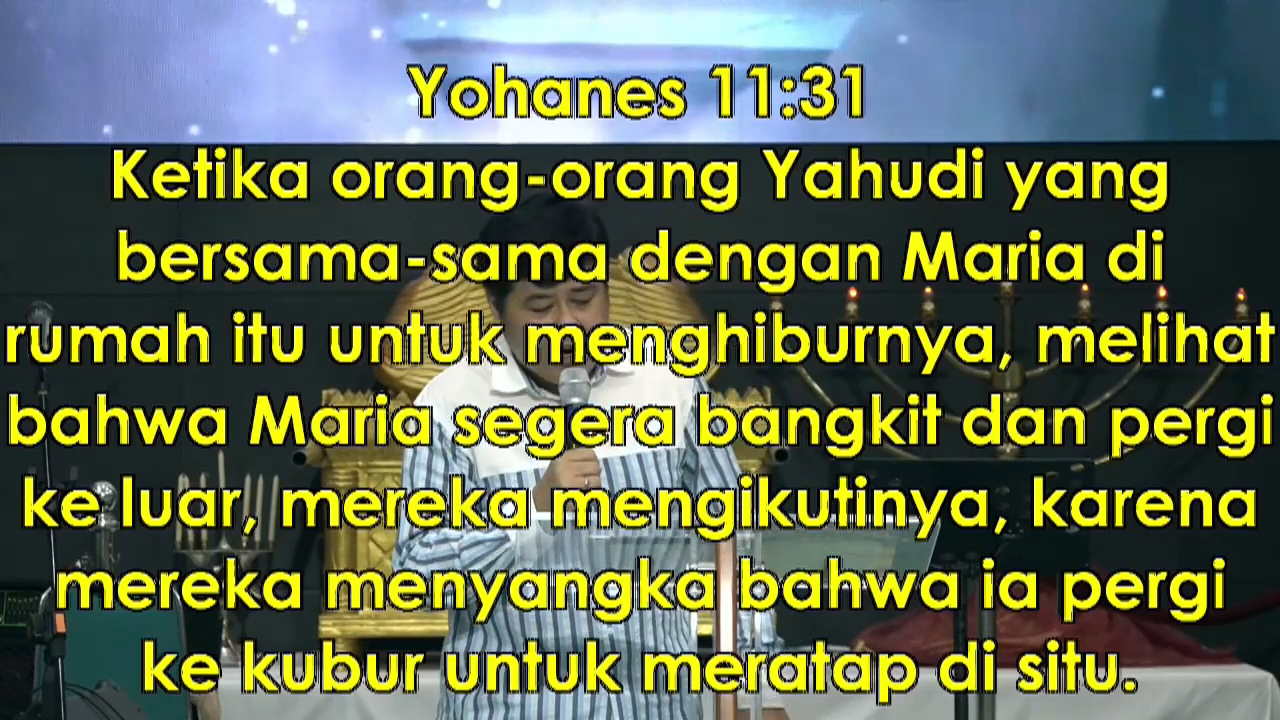 Yohanes 11:31
Ketika orang-orang Yahudi yang
bersama-sama dengan Maria di
rumah itu untuk menghiburnya, melihat
bahwa Maria segera bangkit dan pergi
ke luar, mereka mengikutinya, karena
mereka menyangka bahwa ia pergi
ke kubur untuk meratap di situ.